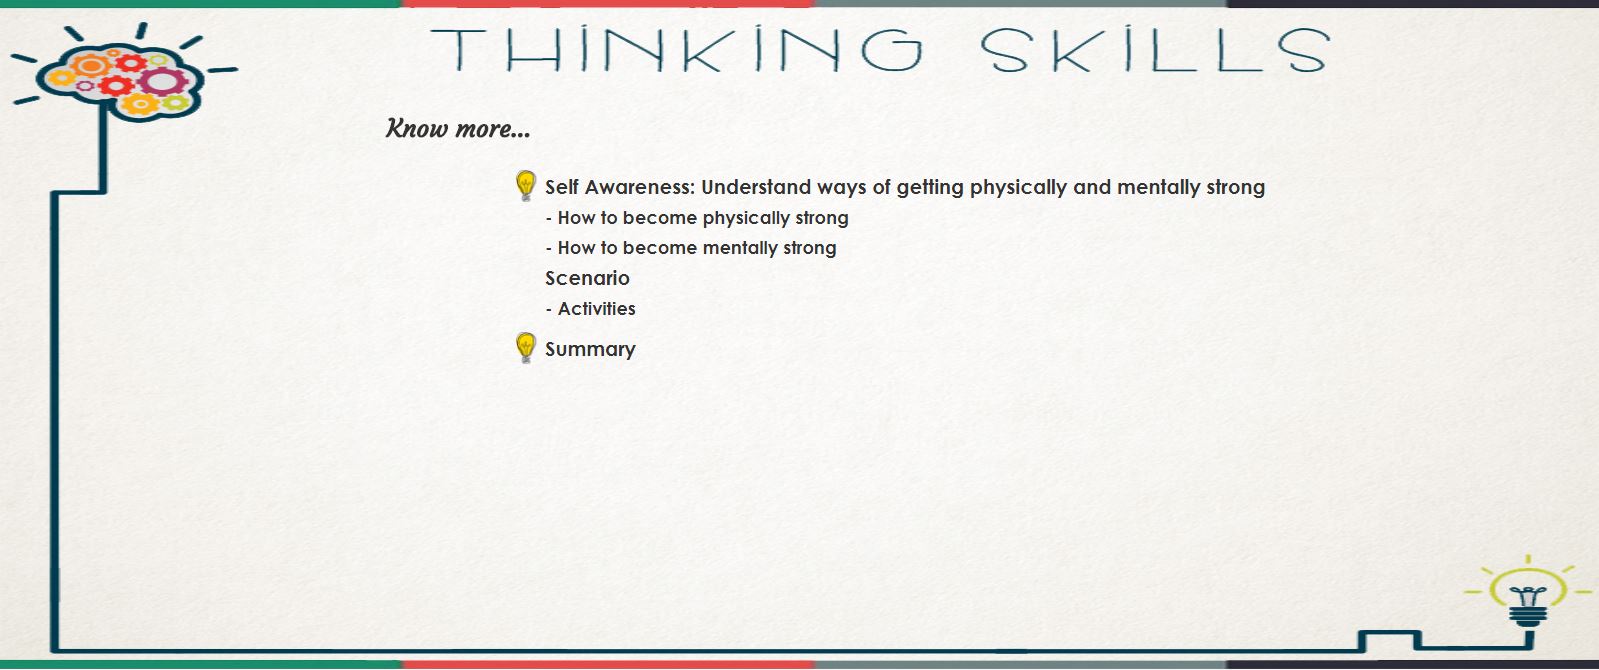 THINKING SKILLS
Know more...
Self Awareness: Understand ways of getting physically and mentally strong
- How to become physically strong
- How to become mentally strong
Scenario
- Activities
Summary